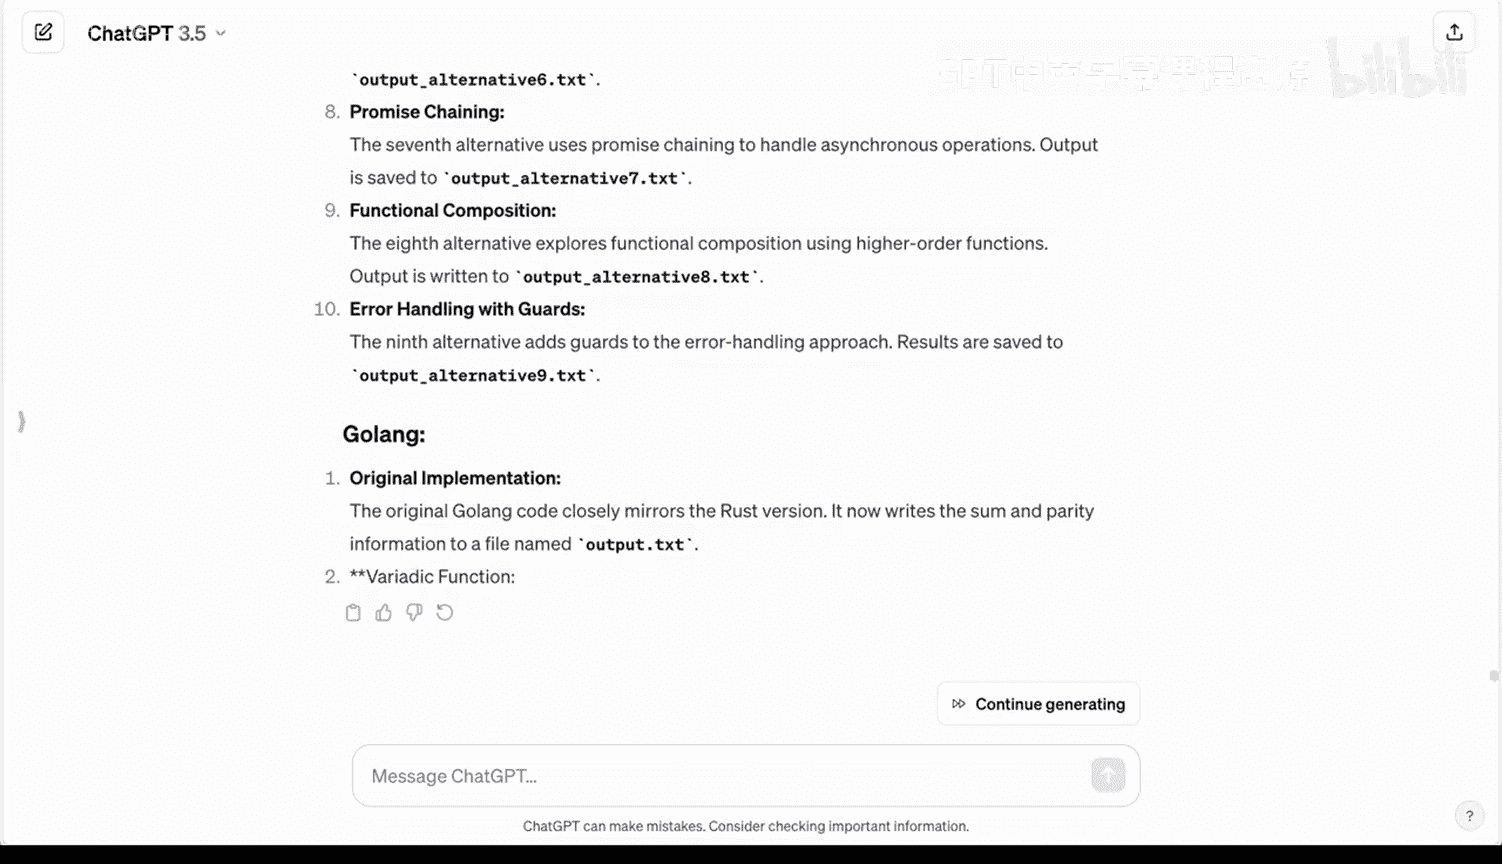 ChatGPT 3.5
`output_alternative6.txt`.
8. Promise Chaining:
The seventh alternative uses promise chaining to handle asynchronous operations. Output
is saved to `output_alternative7.txt`.
9. Functional Composition:
The eighth alternative explores functional composition using higher-order functions.
Output is written to `output_alternative8.txt`.
10. Error Handling with Guards:
The ninth alternative adds guards to the error-handling approach. Results are saved to
`output_alternative9.txt`.
Golang:
1. Original Implementation:
The original Golang code closely mirrors the Rust version. It now writes the sum and parity
information to a file named `output.txt`.
2. **Variadic Function:
Continue generating
Message ChatGPT...
ChatGPT can make mistakes. Consider checking important information.
?
bilibili